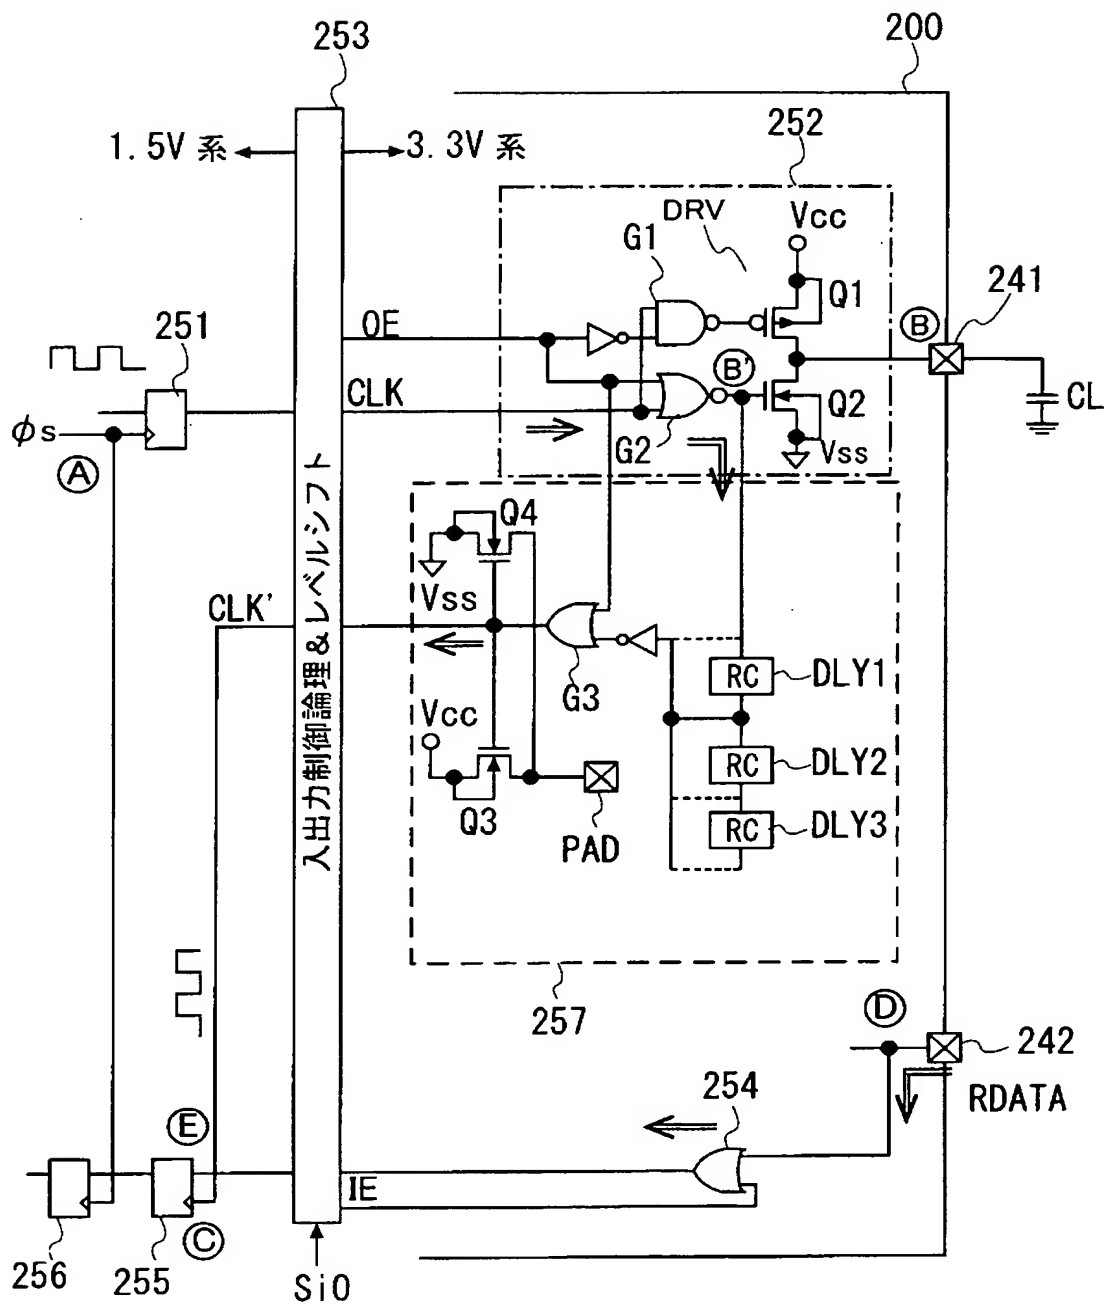 253
200
1.5V 系
3.3V 系
252
DRV
Vcc
G1
Q1
241
B
251
OE
B'
CLK
Q2
CL
φs
A
G2
Vss
入出力制御論理&レベルシフト
Q4
Vss
CLK'
G3
RC
DLY1
Vcc
RC
DLY2
Q3
PAD
RC
DLY3
257
D
242
254
RDATA
E
IE
C
256
255
SiO